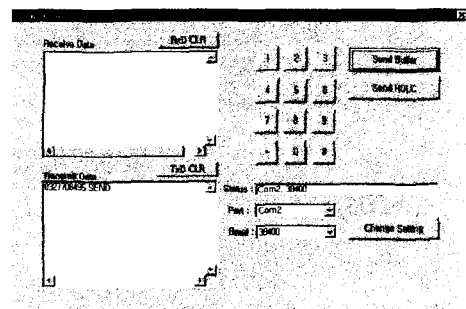 Receive Data
RxD CLR
1 2 3
Send Buffer
4 5 6
Send HDLC
7 8 9
* 0 #
Transmit Data
TxD CLR
032708495 SEND
Status : Com2, 38400
Port : Com2
Baud : 38400
Change Setting